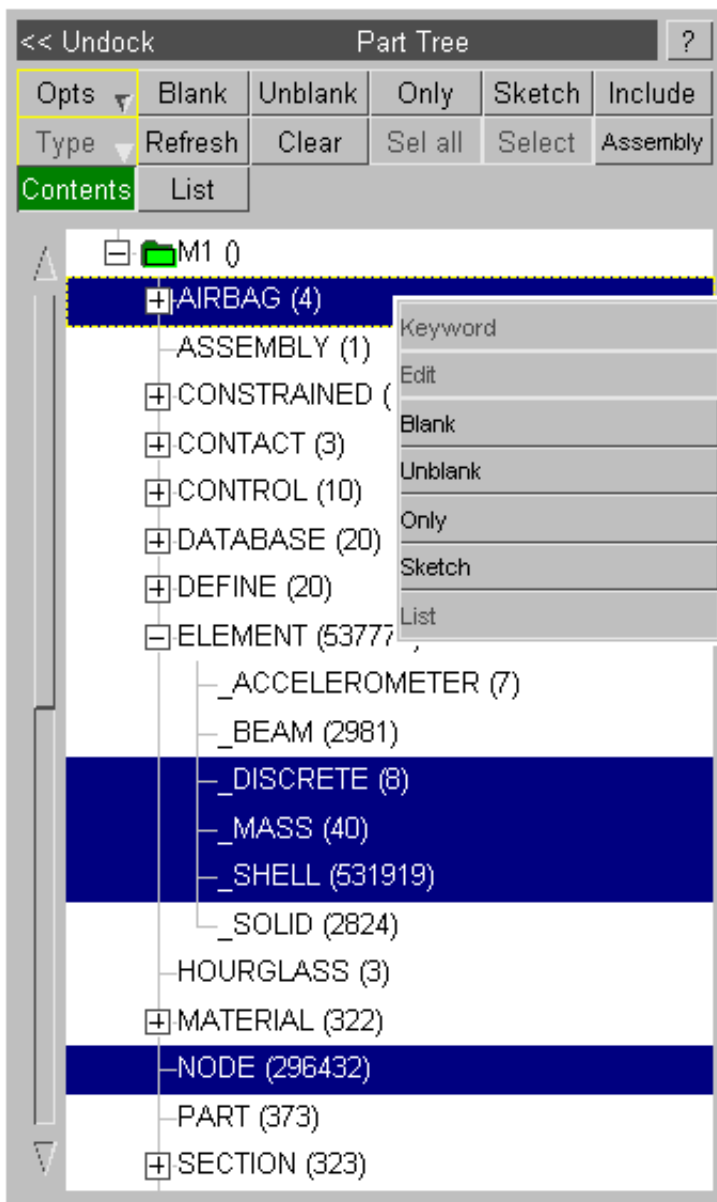 << Undock Part Tree ?
Opts Blank Unblank Only Sketch Include
Type Refresh Clear Sel all Select Assembly
Contents List
M1 ()
AIRBAG (4)
Keyword
ASSEMBLY (1)
Edit
CONSTRAINED (
Blank
CONTACT (3)
Unblank
CONTROL (10)
Only
DATABASE (20)
Sketch
DEFINE (20)
List
ELEMENT (53777
_ACCELEROMETER (7)
_BEAM (2981)
_DISCRETE (8)
_MASS (40)
_SHELL (531919)
_SOLID (2824)
HOURGLASS (3)
MATERIAL (322)
NODE (296432)
PART (373)
SECTION (323)